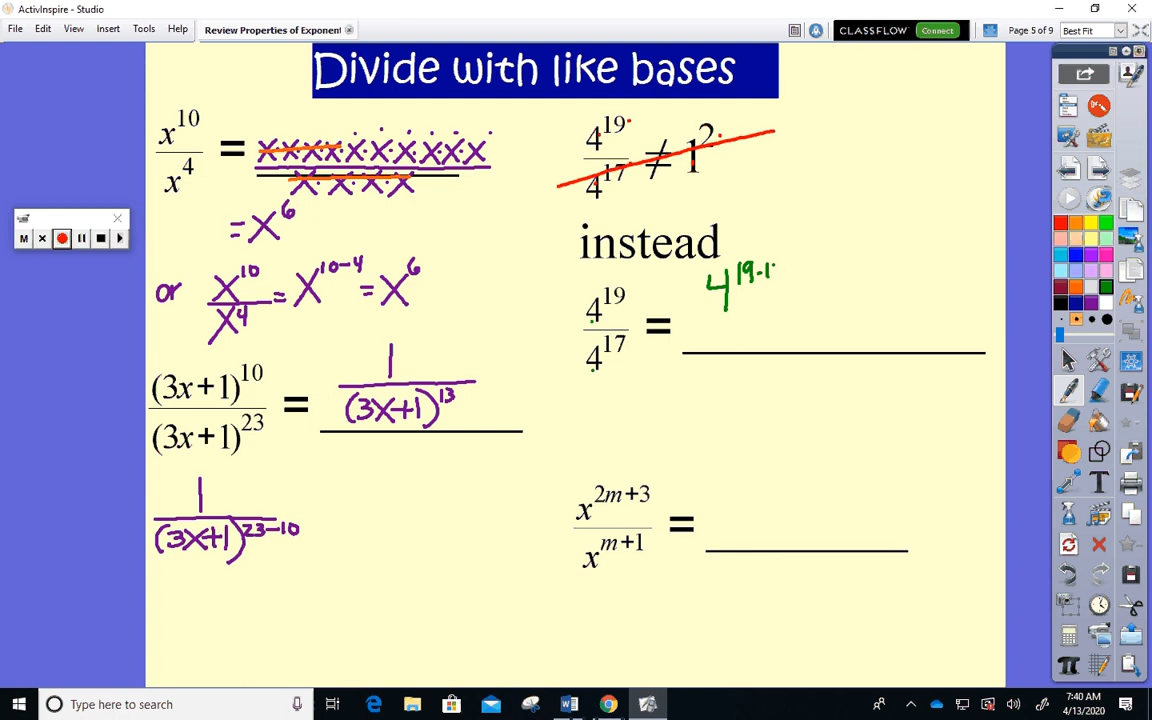 ActivInspire - Studio
File Edit View Insert Tools Help Review Properties of Exponent CLASSFLOW Connect Page 5 of 9 Best Fit
Divide with like bases
x^10 / x^4 = x·x·x·x·x·x·x·x·x·x / x·x·x·x
4^19 / 4^17 ≠ 1^2
= x^6
instead
or x^10 / x^4 = x^10-4 = x^6
4^19 / 4^17 = 4^19-1
(3x+1)^10 / (3x+1)^23 = 1 / (3x+1)^13
1 / (3x+1)^23-10
x^2m+3 / x^m+1 =
M
T
π
Type here to search
7:40 AM
4/13/2020